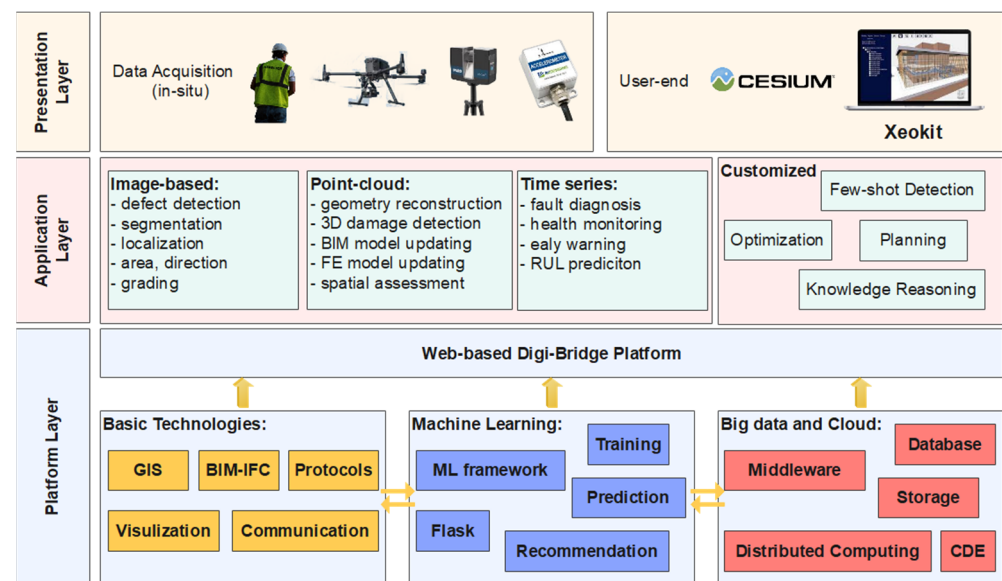 Presentation
Layer
Data Acquisition
(in-situ)
ACCELEROMETER
User-end
CESIUM
Xeokit
Application
Layer
Image-based:
- defect detection
- segmentation
- localization
- area, direction
- grading
Point-cloud:
- geometry reconstruction
- 3D damage detection
- BIM model updating
- FE model updating
- spatial assessment
Time series:
- fault diagnosis
- health monitoring
- ealy warning
- RUL prediciton
Customized
Few-shot Detection
Optimization
Planning
Knowledge Reasoning
Platform Layer
Web-based Digi-Bridge Platform
Basic Technologies:
GIS
BIM-IFC
Protocols
Visulization
Communication
Machine Learning:
Training
ML framework
Prediction
Flask
Recommendation
Big data and Cloud:
Database
Middleware
Storage
Distributed Computing
CDE